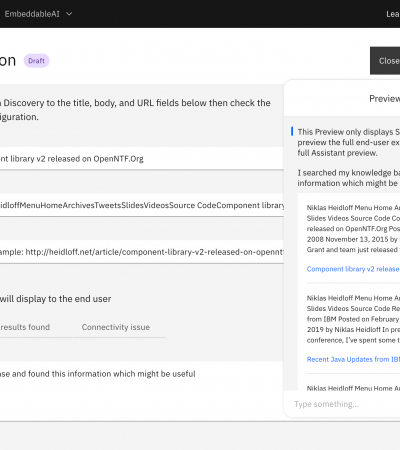 EmbeddableAI
Lea
on
Draft
Close
Discovery to the title, body, and URL fields below then check the
iguration.
nt library v2 released on OpenNTF.Org
idloffMenuHomeArchivesTweetsSlidesVideosSource CodeComponent library
ample: http://heidloff.net/article/component-library-v2-released-on-openntf
will display to the end user
results found
Connectivity issue
ase and found this information which might be useful
Preview
This Preview only displays S
preview the full end-user ex
full Assistant preview.
I searched my knowledge ba
information which might be
Niklas Heidloff Menu Home Ar
Slides Videos Source Code Co
released on OpenNTF.Org Pos
2008 November 13, 2015 by
Grant and team just released
Component library v2 release
Niklas Heidloff Menu Home Ar
Slides Videos Source Code Re
from IBM Posted on February
2019 by Niklas Heidloff In pre
conference, I've spent some t
Recent Java Updates from IBM
Niklas Heidloff Menu Home Ar
Type something...